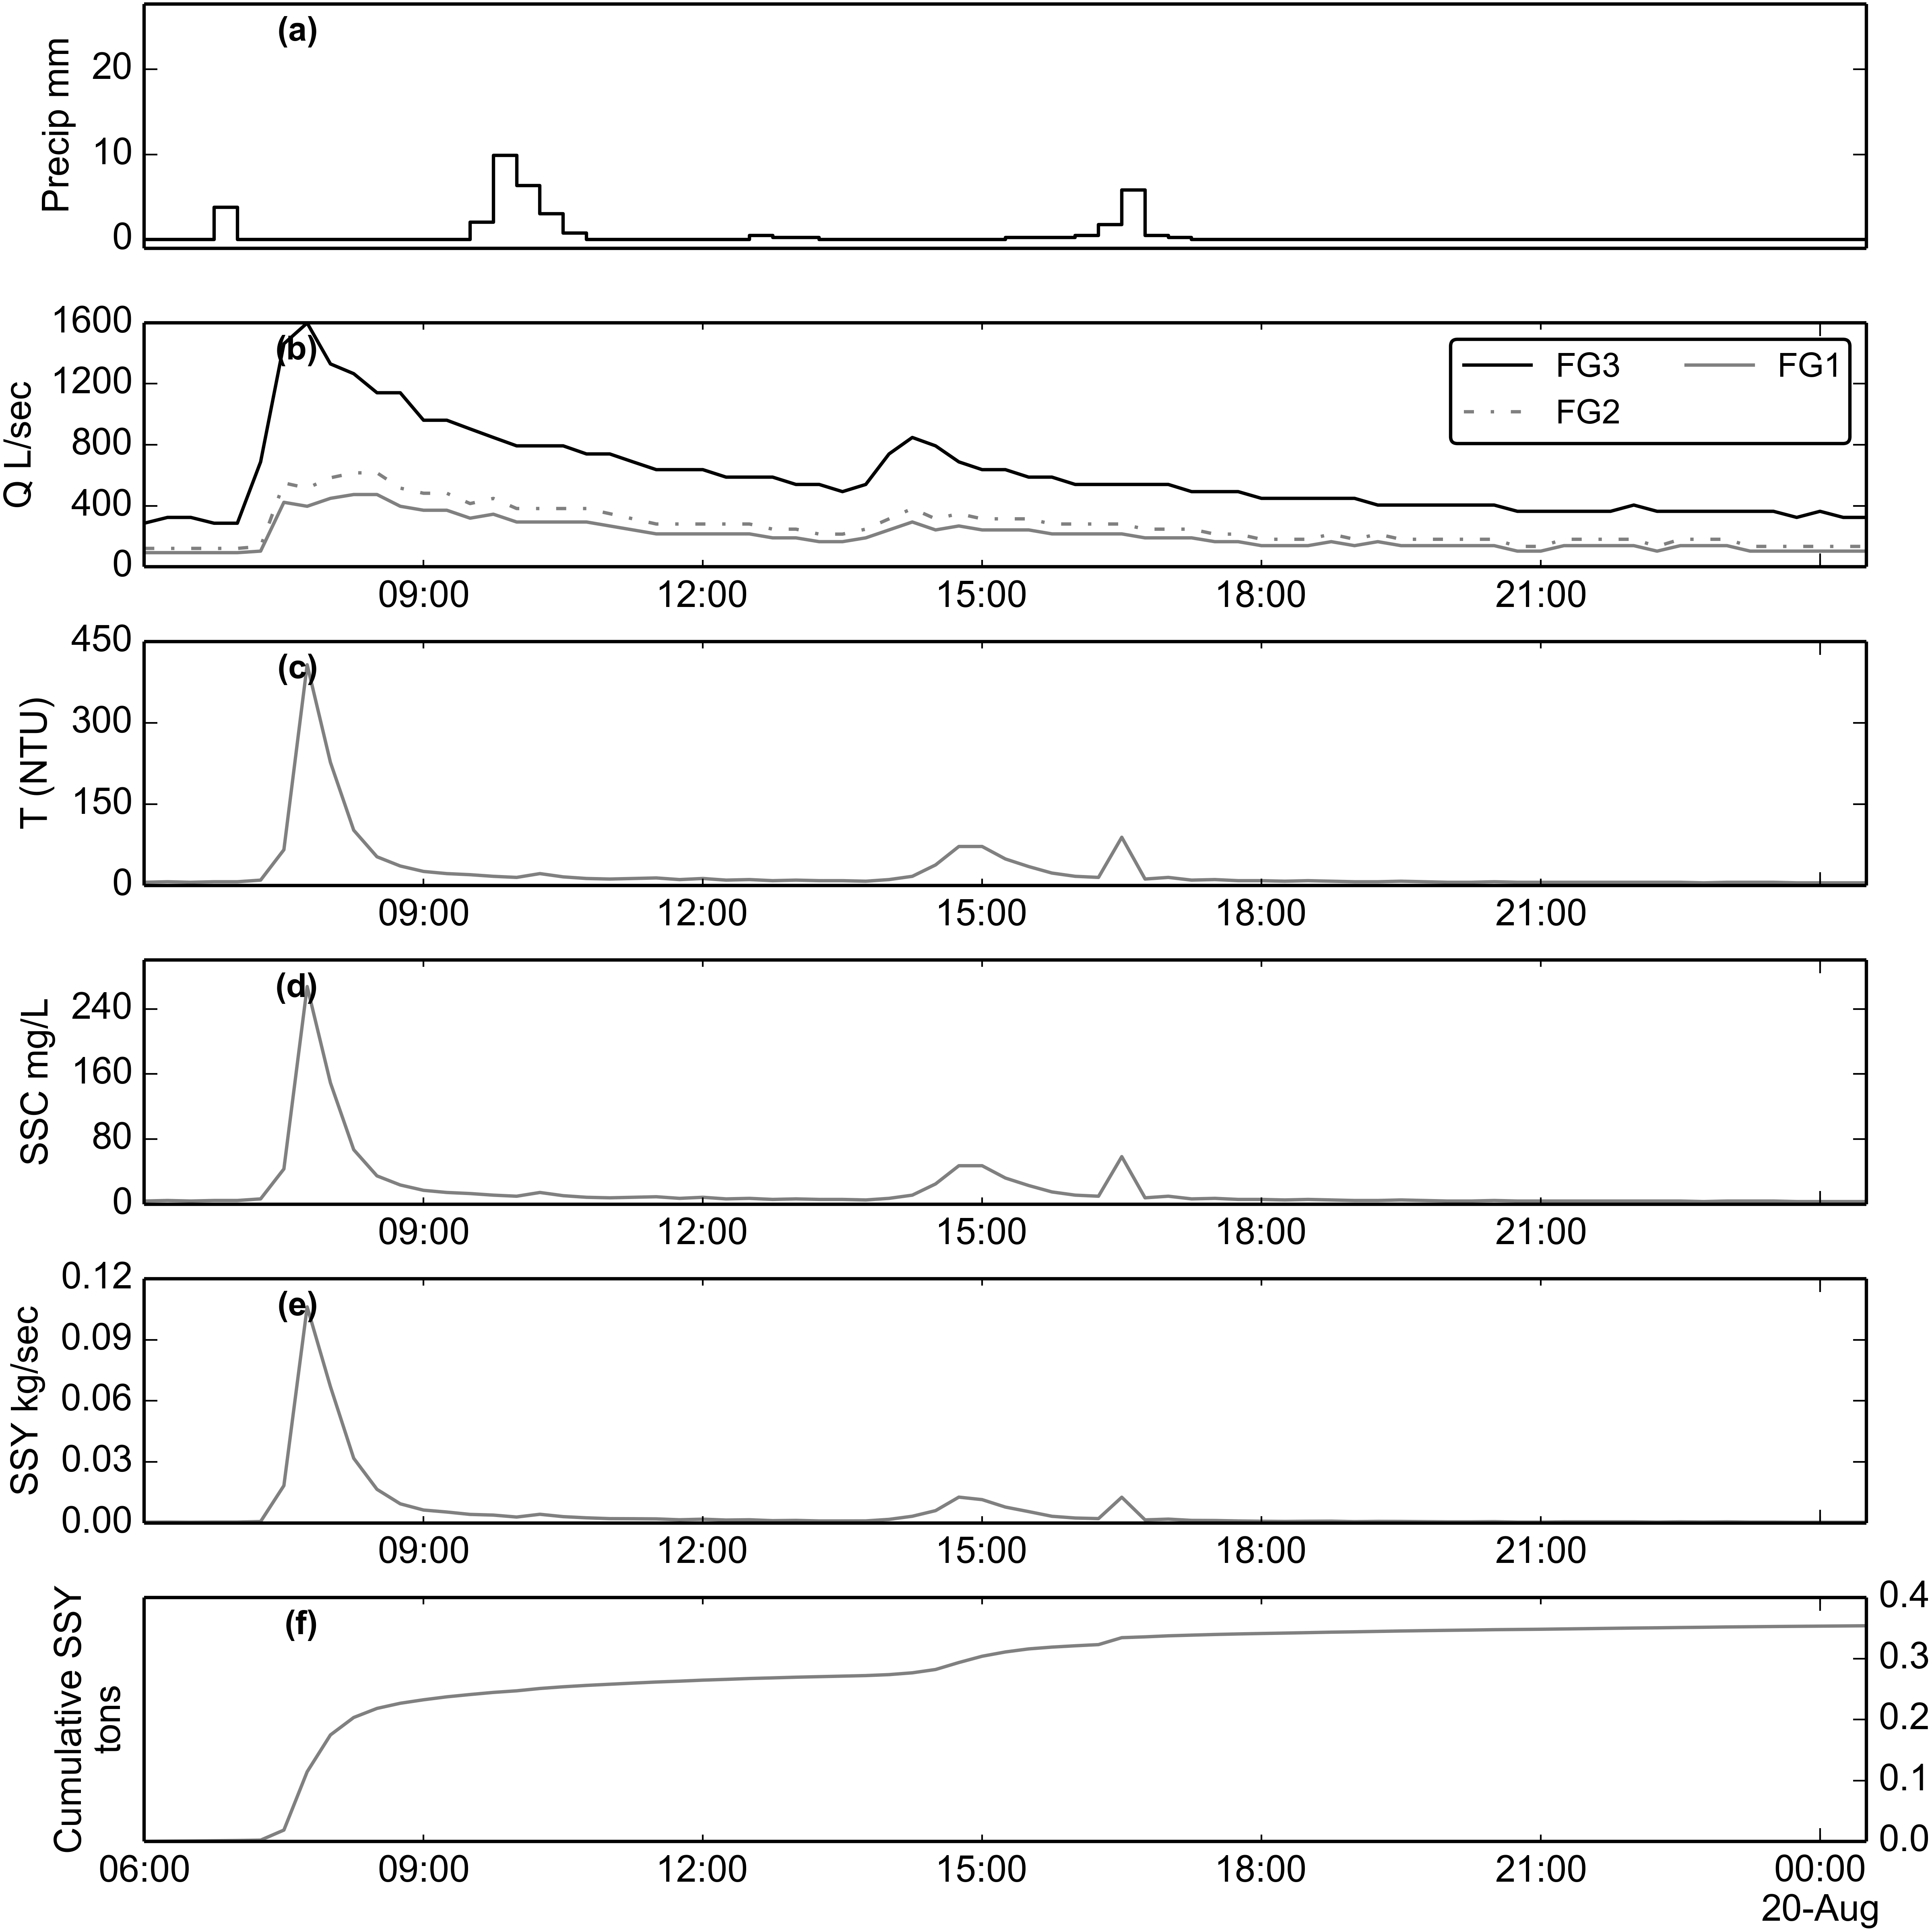 (a)
Precip mm
20
10
0
(b)
Q L/sec
1600
1200
800
400
0
FG3 FG1
FG2
09:00 12:00 15:00 18:00 21:00
(c)
T (NTU)
450
300
150
0
09:00 12:00 15:00 18:00 21:00
(d)
SSC mg/L
240
160
80
0
09:00 12:00 15:00 18:00 21:00
(e)
SSY kg/sec
0.12
0.09
0.06
0.03
0.00
09:00 12:00 15:00 18:00 21:00
(f)
Cumulative SSY
tons
0.4
0.3
0.2
0.1
0.0
06:00 09:00 12:00 15:00 18:00 21:00 00:00
20-Aug